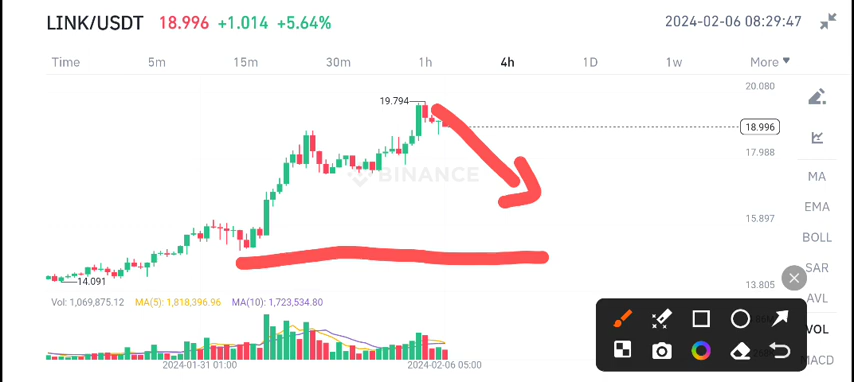 LINK/USDT 18.996 +1.014 +5.64% 2024-02-06 08:29:47
Time 5m 15m 30m 1h 4h 1D 1w More
20.080
19.794
18.996
17.988
MA
BINANCE
EMA
15.897
BOLL
SAR
14.091
13.805
AVL
Vol: 1,069,875.12 MA(5): 1,818,396.96 MA(10): 1,723,534.80
VOL
MACD
2024-01-31 01:00 2024-02-06 05:00